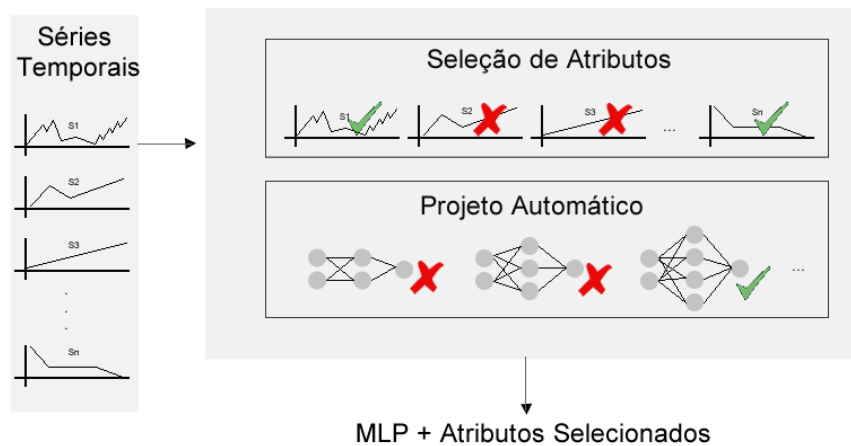 Séries
Temporais
S1
S2
S3
.
.
.
Sn
Seleção de Atributos
S1
S2
S3
...
Sn
Projeto Automático
...
MLP + Atributos Selecionados